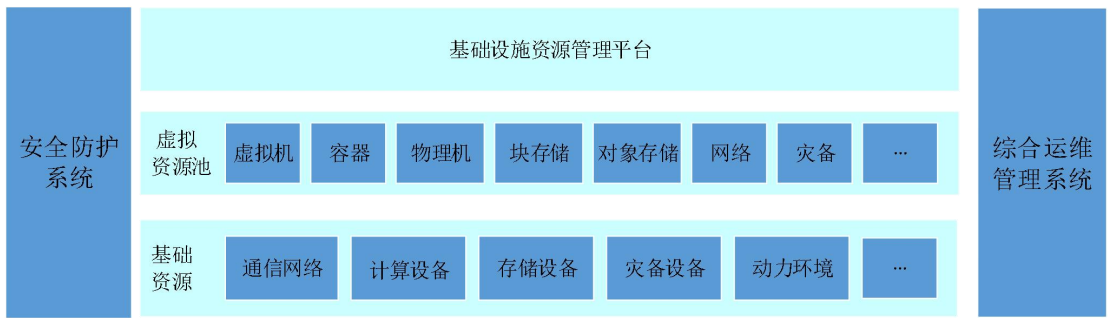 安全防护
系统
基础设施资源管理平台
虚拟
资源池
虚拟机
容器
物理机
块存储
对象存储
网络
灾备
...
基础
资源
通信网络
计算设备
存储设备
灾备设备
动力环境
...
综合运维
管理系统